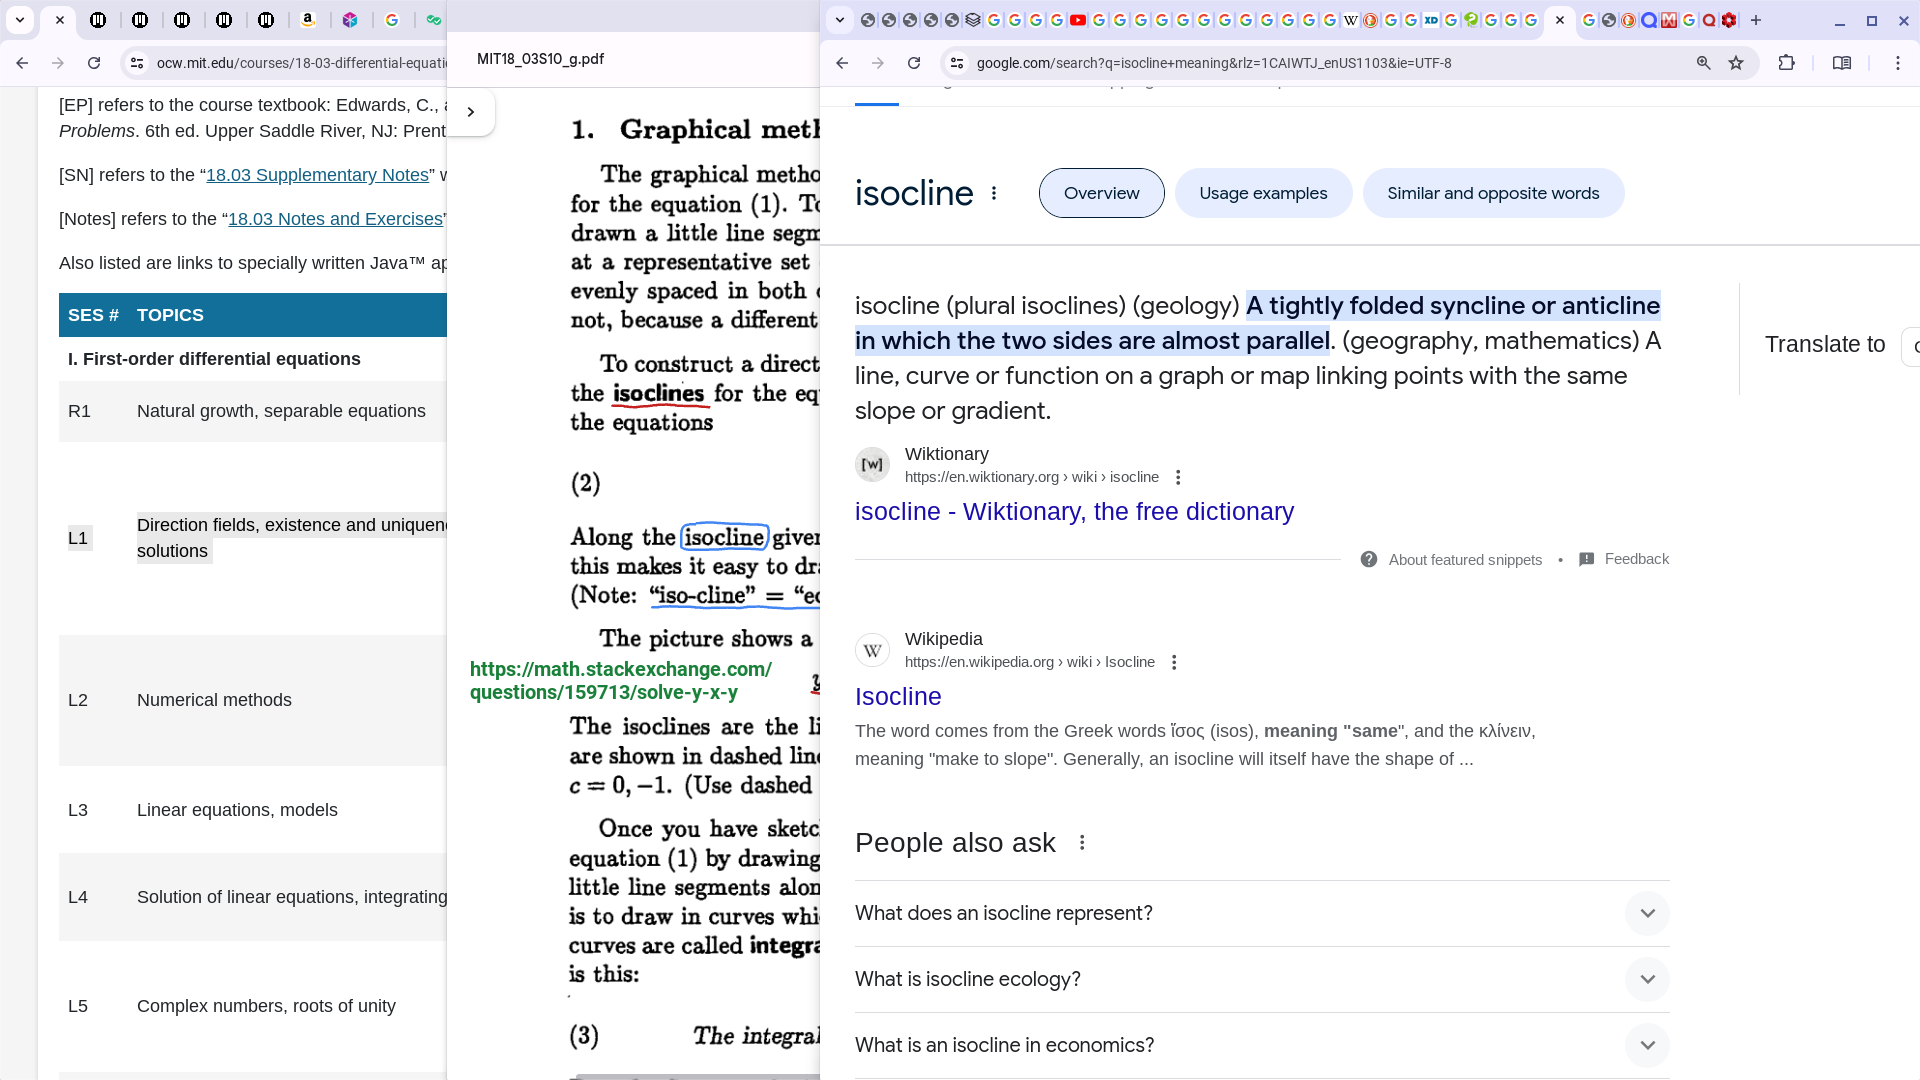 ocw.mit.edu/courses/18-03-differential-equati
[EP] refers to the course textbook: Edwards, C.,
Problems. 6th ed. Upper Saddle River, NJ: Prent
[SN] refers to the “18.03 Supplementary Notes”
[Notes] refers to the “18.03 Notes and Exercises”
Also listed are links to specially written Java™
SES # TOPICS
I. First-order differential equations
R1 Natural growth, separable equations
L1 Direction fields, existence and uniquen
solutions
L2 Numerical methods
L3 Linear equations, models
L4 Solution of linear equations, integrating
L5 Complex numbers, roots of unity
MIT18_03S10_g.pdf
1. Graphical meth
The graphical metho
for the equation (1). To
drawn a little line segm
at a representative set
evenly spaced in both
not, because a different
To construct a direct
the isoclines for the eq
the equations
(2)
Along the isocline given
this makes it easy to dra
(Note: “iso-cline” = “eq
The picture shows a
https://math.stackexchange.com/
questions/159713/solve-y-x-y
The isoclines are the li
are shown in dashed line
c = 0, −1. (Use dashed
Once you have sketc
equation (1) by drawing
little line segments alon
is to draw in curves whi
curves are called integra
is this:
(3) The integral
google.com/search?q=isocline+meaning&rlz=1CAIWTJ_enUS1103&ie=UTF-8
isocline Overview Usage examples Similar and opposite words
isocline (plural isoclines) (geology) A tightly folded syncline or anticline
in which the two sides are almost parallel. (geography, mathematics) A
line, curve or function on a graph or map linking points with the same
slope or gradient.
Translate to
[w] Wiktionary
https://en.wiktionary.org › wiki › isocline
isocline - Wiktionary, the free dictionary
About featured snippets • Feedback
W Wikipedia
https://en.wikipedia.org › wiki › Isocline
Isocline
The word comes from the Greek words ἴσος (isos), meaning "same", and the κλίνειν,
meaning "make to slope". Generally, an isocline will itself have the shape of ...
People also ask
What does an isocline represent?
What is isocline ecology?
What is an isocline in economics?